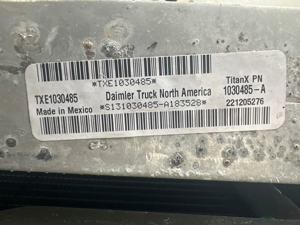 *TXE1030485*
TitanX PN
TXE1030485 Daimler Truck North America 1030485-A
Made in Mexico *S131030485-A183528* 221205276